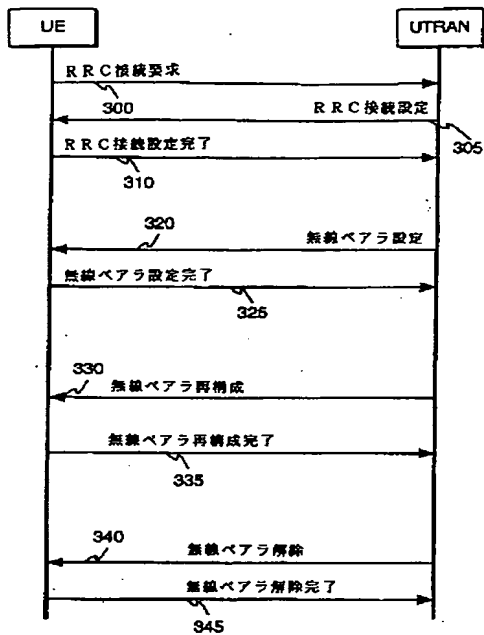 UE
UTRAN
RRC接続要求
300
RRC接続設定
305
RRC接続設定完了
310
320
無線ベアラ設定
無線ベアラ設定完了
325
330
無線ベアラ再構成
無線ベアラ再構成完了
335
340
無線ベアラ解除
無線ベアラ解除完了
345